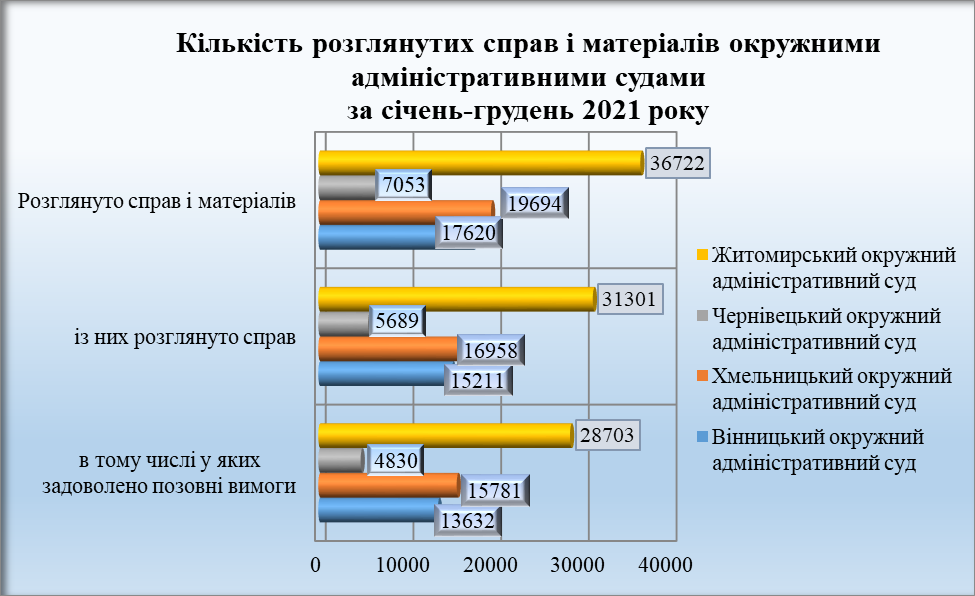 Кількість розглянутих справ і матеріалів окружними
адміністративними судами
за січень-грудень 2021 року
Розглянуто справ і матеріалів
36722
7053
19694
17620
із них розглянуто справ
31301
5689
16958
15211
в тому числі у яких
задоволено позовні вимоги
28703
4830
15781
13632
0 10000 20000 30000 40000
Житомирський окружний
адміністративний суд
Чернівецький окружний
адміністративний суд
Хмельницький окружний
адміністративний суд
Вінницький окружний
адміністративний суд